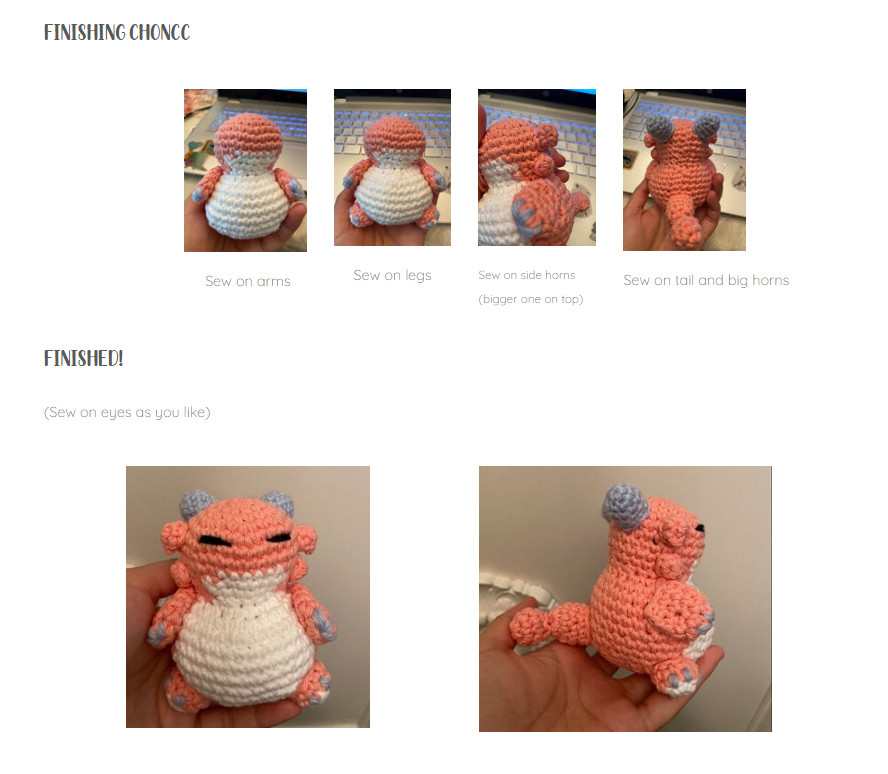 FINISHING CHONCC
Sew on arms
Sew on legs
Sew on side horns
(bigger one on top)
Sew on tail and big horns
FINISHED!
(Sew on eyes as you like)